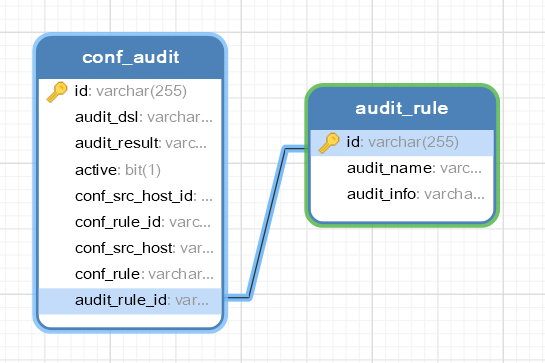 conf_audit
id: varchar(255)
audit_dsl: varchar...
audit_result: varc...
active: bit(1)
conf_src_host_id: ...
conf_rule_id: varc...
conf_src_host: var...
conf_rule: varchar...
audit_rule_id: var...
audit_rule
id: varchar(255)
audit_name: varc...
audit_info: varcha...